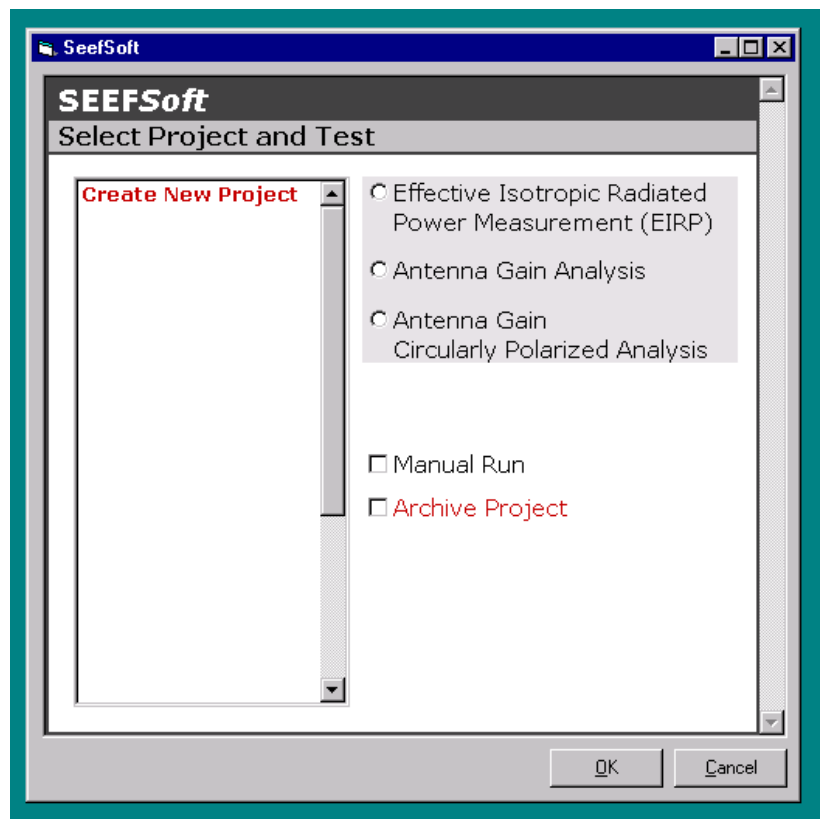 SeefSoft
SEEFSoft
Select Project and Test
Create New Project
Effective Isotropic Radiated
Power Measurement (EIRP)
Antenna Gain Analysis
Antenna Gain
Circularly Polarized Analysis
Manual Run
Archive Project
OK
Cancel